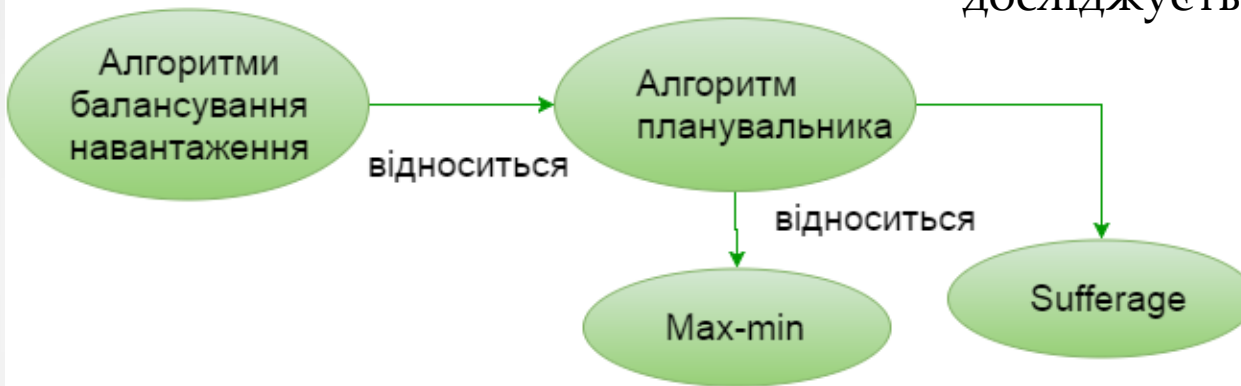 Алгоритми
балансування
навантаження
відноситься
Алгоритм
планувальника
відноситься
Max-min
Sufferage